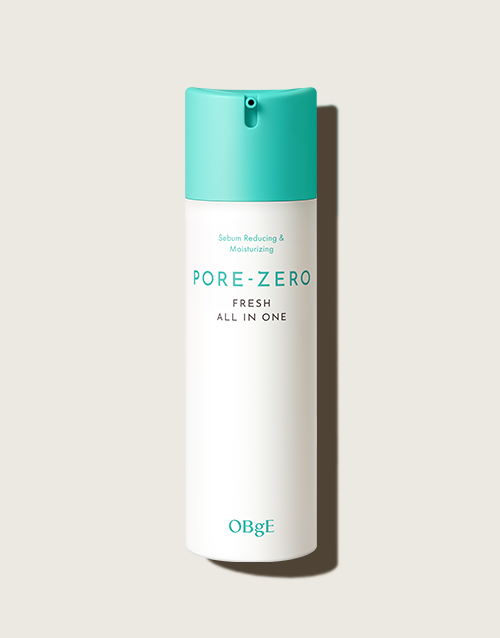 Sebum Reducing &
Moisturizing
PORE-ZERO
FRESH
ALL IN ONE
OBgE